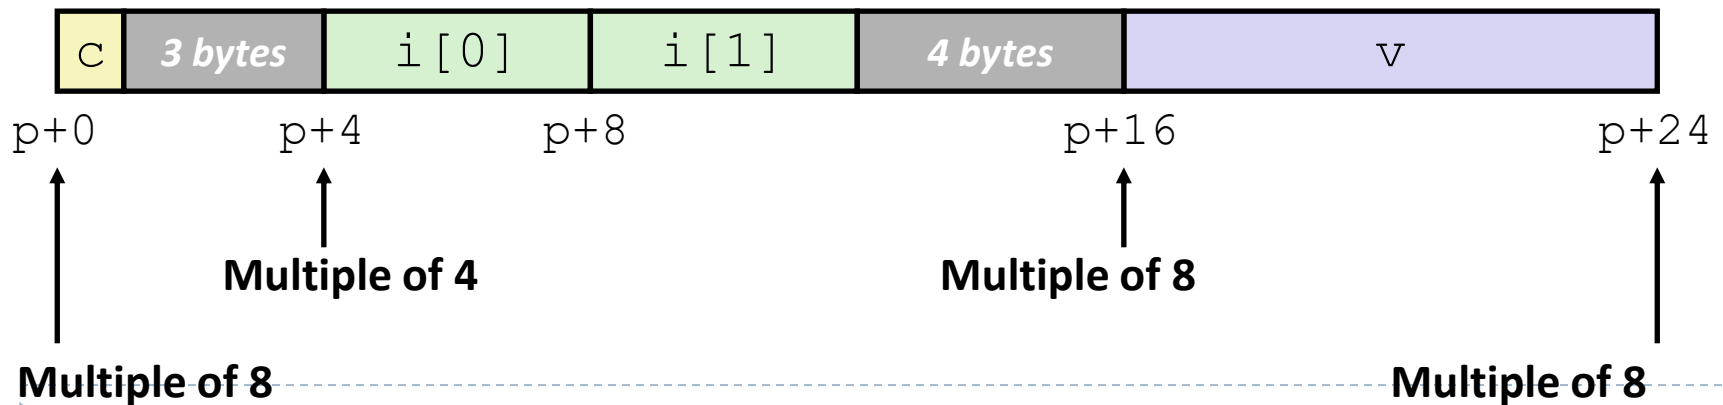 c 3 bytes i[0] i[1] 4 bytes v
p+0 p+4 p+8 p+16 p+24
Multiple of 4 Multiple of 8
Multiple of 8 Multiple of 8